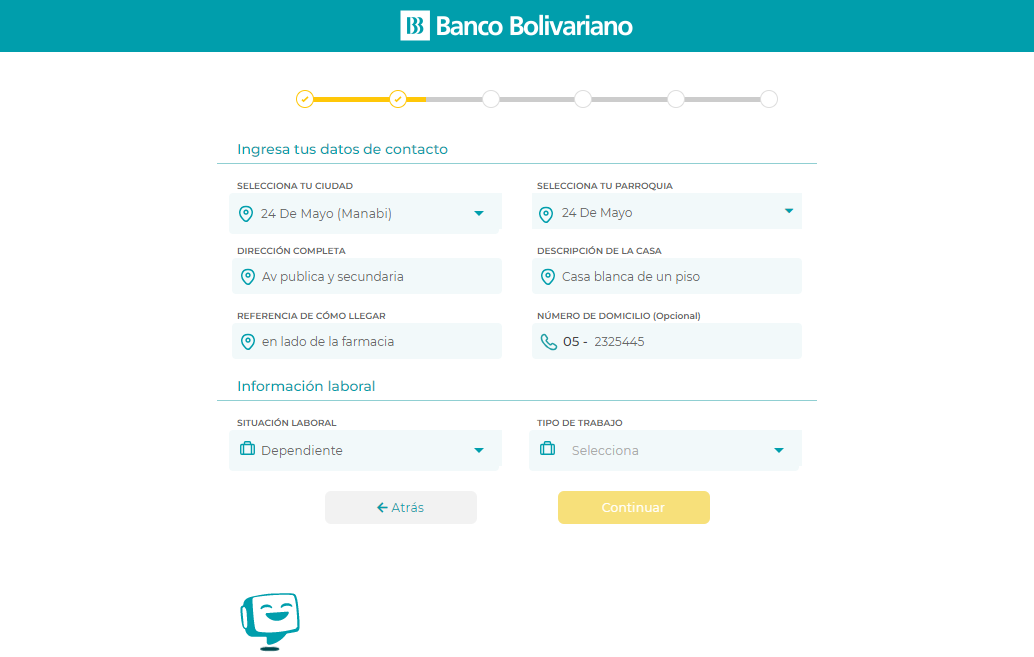 Banco Bolivariano
Ingresa tus datos de contacto
SELECCIONA TU CIUDAD
24 De Mayo (Manabi)
SELECCIONA TU PARROQUIA
24 De Mayo
DIRECCIÓN COMPLETA
Av publica y secundaria
DESCRIPCIÓN DE LA CASA
Casa blanca de un piso
REFERENCIA DE CÓMO LLEGAR
en lado de la farmacia
NÚMERO DE DOMICILIO (Opcional)
05 - 2325445
Información laboral
SITUACIÓN LABORAL
Dependiente
TIPO DE TRABAJO
Selecciona
Atrás
Continuar